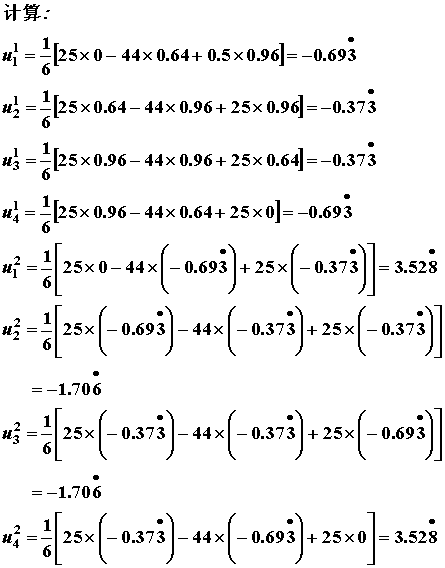 计算：
u₁¹ = 1/6[25×0−44×0.64+0.5×0.96]=−0.693̇
u₂¹ = 1/6[25×0.64−44×0.96+25×0.96]=−0.373̇
u₃¹ = 1/6[25×0.96−44×0.96+25×0.64]=−0.373̇
u₄¹ = 1/6[25×0.96−44×0.64+25×0]=−0.693̇
u₁² = 1/6[25×0−44×(−0.693̇)+25×(−0.373̇)]=3.528̇
u₂² = 1/6[25×(−0.693̇)−44×(−0.373̇)+25×(−0.373̇)]
=−1.706̇
u₃² = 1/6[25×(−0.373̇)−44×(−0.373̇)+25×(−0.693̇)]
=−1.706̇
u₄² = 1/6[25×(−0.373̇)−44×(−0.693̇)+25×0]=3.528̇